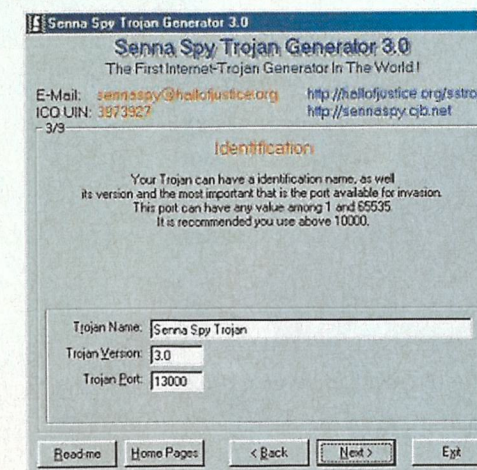 Senna Spy Trojan Generator 3.0
Senna Spy Trojan Generator 3.0
The First Internet-Trojan Generator In The World !
E-Mail: sennaspy@hallofjustice.org http://hallofjustice.org/sstro
ICQ UIN: 3973927 http://sennaspy.cjb.net
3/9
Identification
Your Trojan can have a identification name, as well
its version and the most important that is the port available for invasion.
This port can have any value among 1 and 65535.
It is recommended you use above 10000.
Trojan Name: Senna Spy Trojan
Trojan Version: 3.0
Trojan Port: 13000
Read-me Home Pages < Back Next > Exit